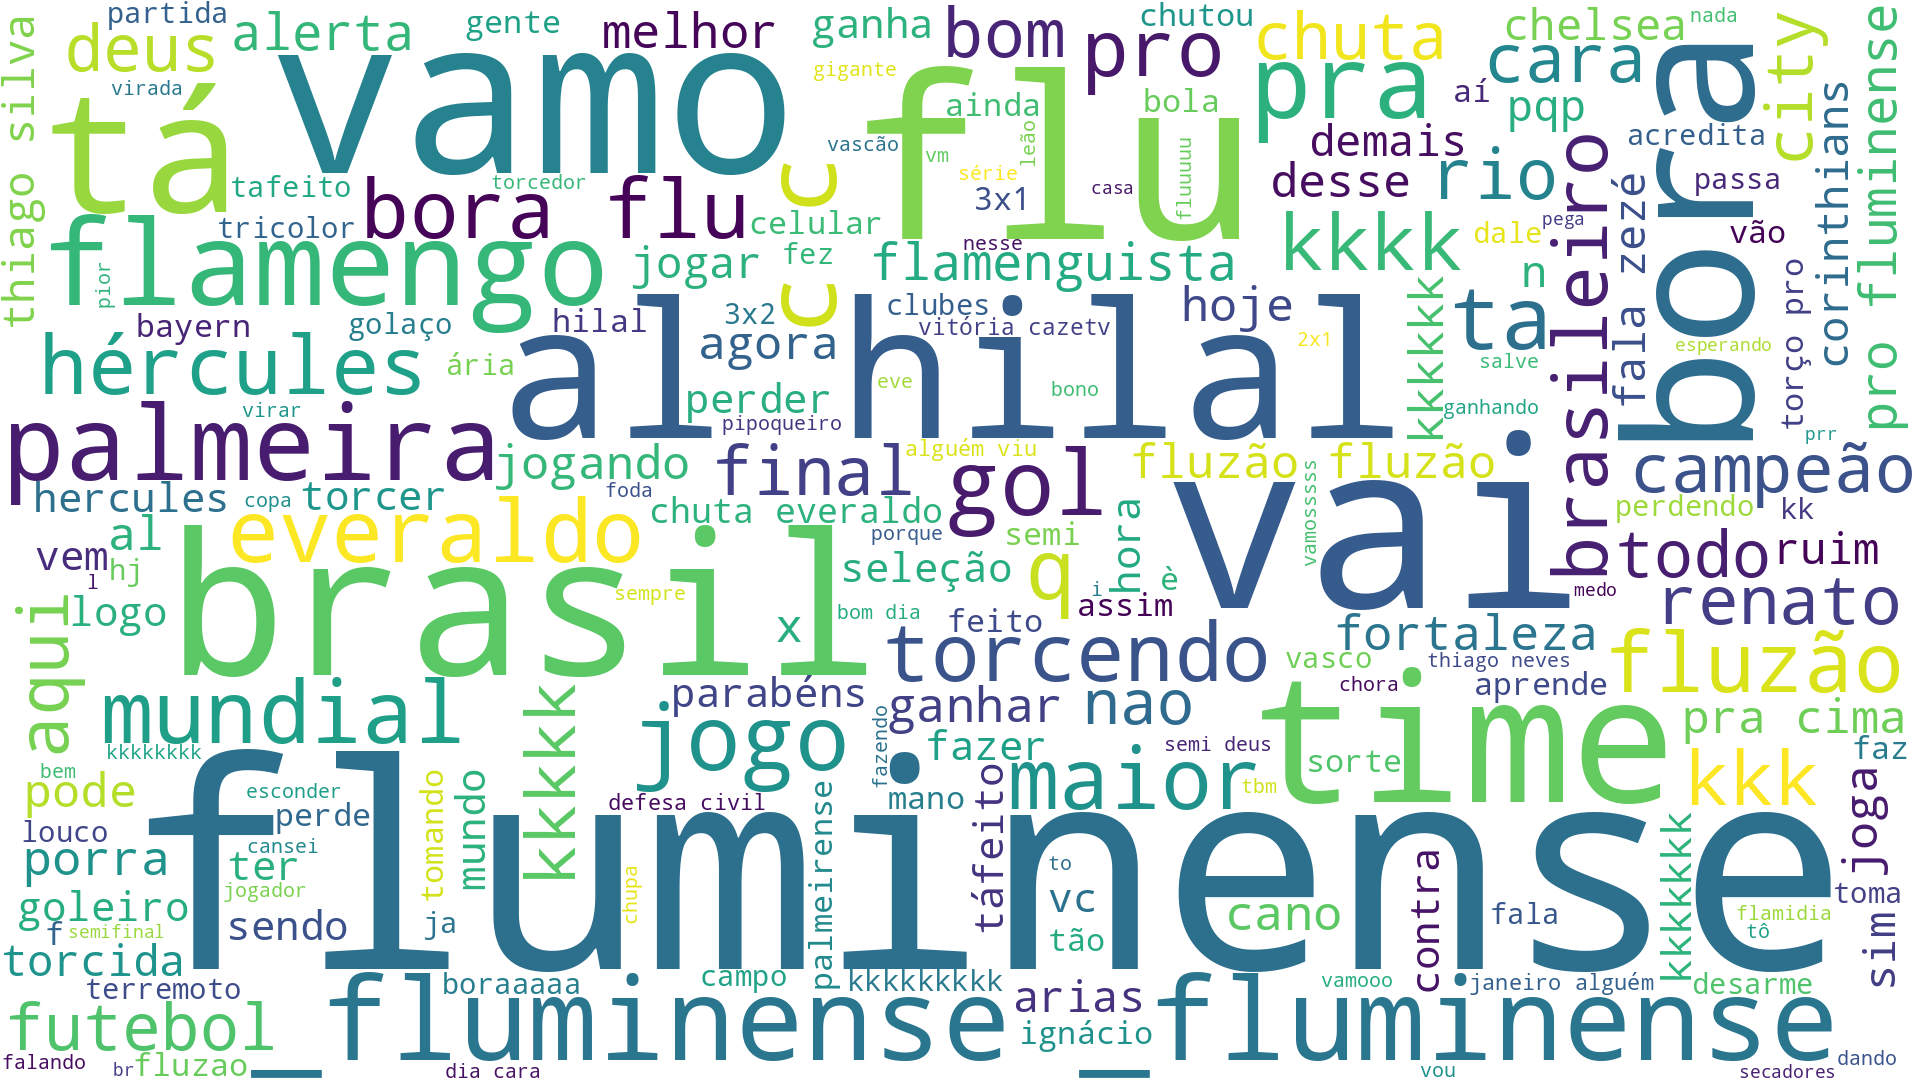 partida
gente
chutou
nada
thiago silva
deus
alerta
vamo
melhor
ganha
bom
pro
chuta
chelsea
cara
city
pro fluminense
virada
tá
gigante
flu
ainda
bola
pra
aí
pqp
bora
corinthians
vascão
vm
leão
demais
acredita
tafeito
torcedor
c c
série
3x1
casa
fluuuuu
desse
rio
brasileiro
fala zezé
passa
tricolor
bora flu
celular
nesse
kkkk
dale
pega
vão
flamengo
pior
jogar
fez
flamenguista
n
torço pro
bayern
golaço
hilal
3x2
clubes
vitória cazetv
hoje
2x1
kkkkkk
ta
salve
esperando
hércules
ária
agora
al hilal
eve
bono
virar
perder
pipoqueiro
ganhando
prr
palmeira
jogando
final
alguém viu
gol
fluzão fluzão
vai
campeão
hercules
copa
torcer
foda
chuta everaldo
porque
semi
hora
vamossss
perdendo
kk
vem
al
everaldo
todo
ruim
l
hj
brasil
sempre
seleção
q
i
è
medo
aqui
logo
x
bom dia
feito
assim
renato
torcendo
fortaleza
fluzão
mundial
kkkkk
parabéns
ganhar
nao
vasco
thiago neves
chora
aprende
time
pra cima
kkkkkkkk
jogo
fazendo
fazer
semi deus
sorte
faz
bem
pode
esconder
tomando
mundo
defesa civil
palmeirense
mano
táfeito
maior
tbm
kkk
joga
louco
perde
cansei
fluminense
porra
ter
jogador
chupa
to
vc
contra
kkkkkkk
toma
goleiro
f
semifinal
sendo
ja
tão
cano
fala
flamidia
tô
sim
torcida
terremoto
boraaaaa
campo
kkkkkkkkk
arias
vamooo
janeiro alguém
desarme
futebol
_fluminense _fluminense
ignácio
falando
br
fluzao
dia cara
vou
secadores
dando